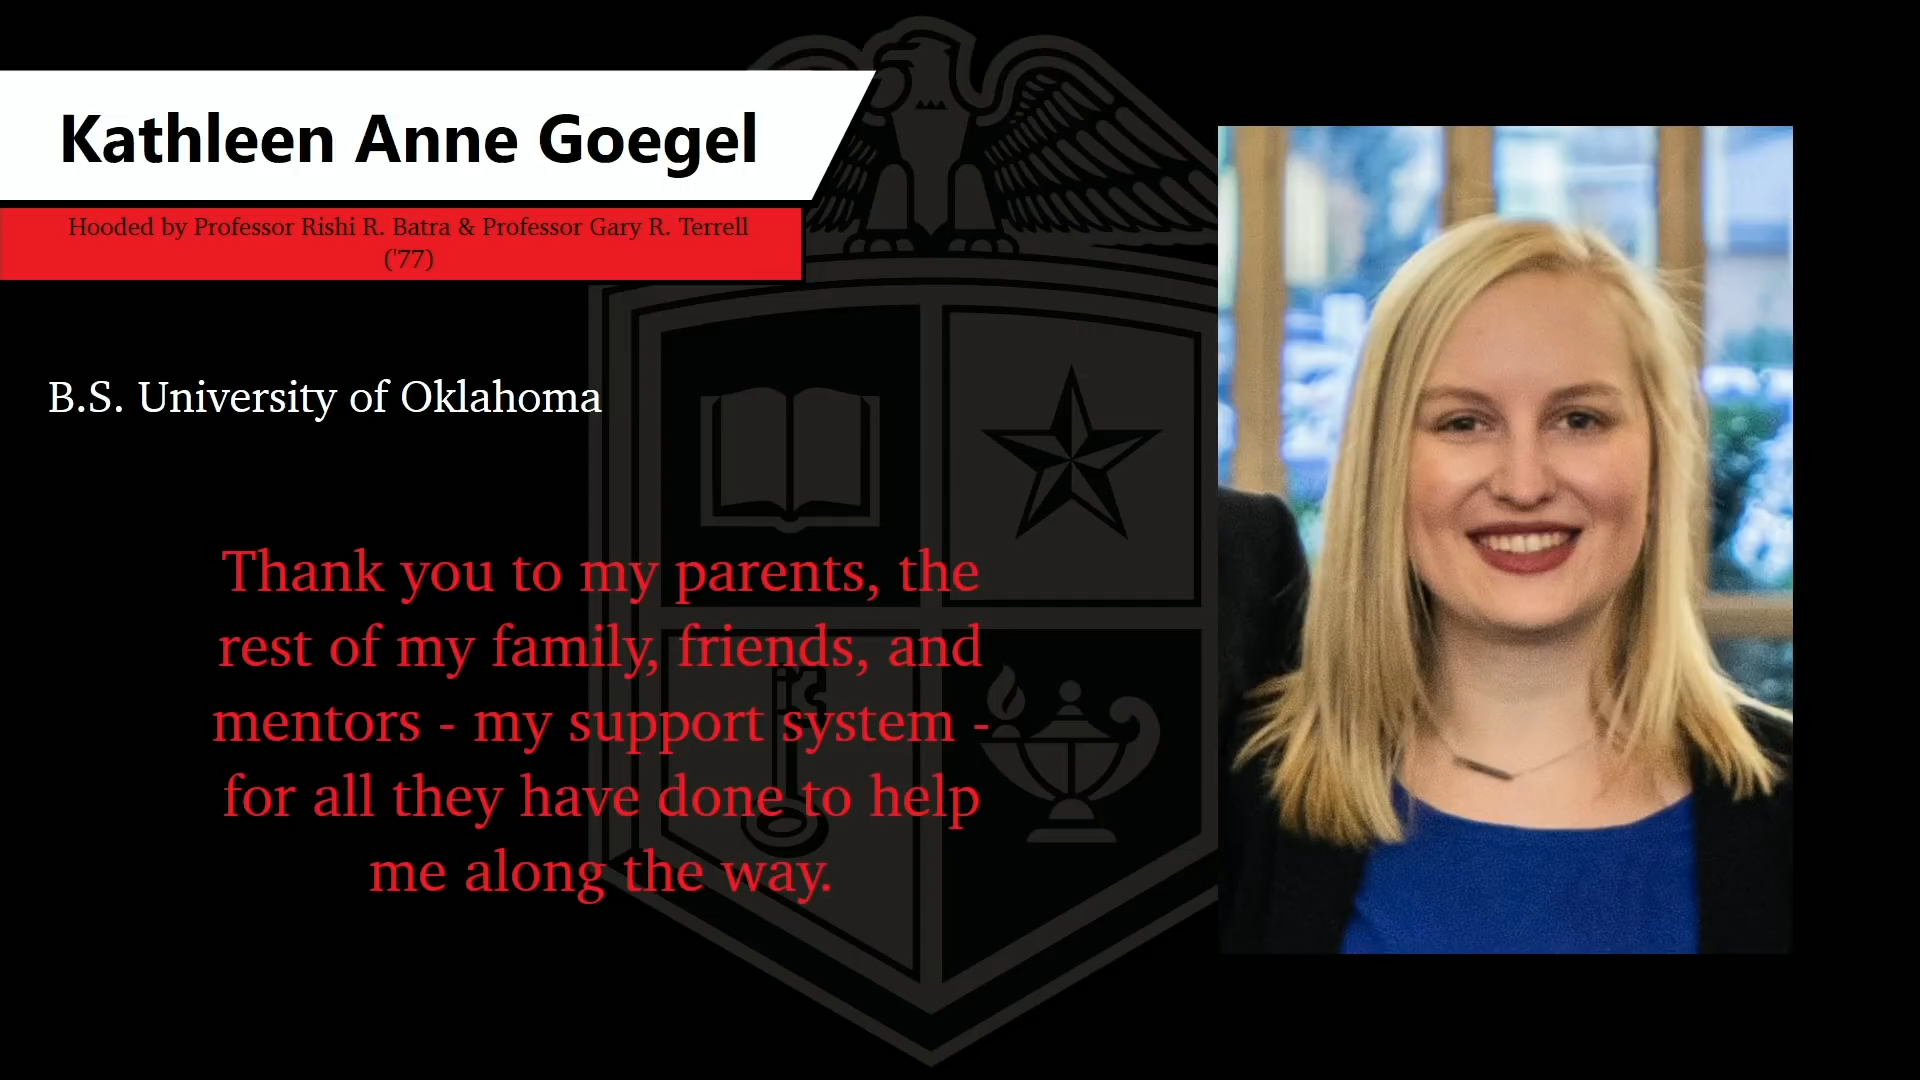 Kathleen Anne Goegel
Hooded by Professor Rishi R. Batra & Professor Gary R. Terrell
('77)
B.S. University of Oklahoma
Thank you to my parents, the
rest of my family, friends, and
mentors - my support system -
for all they have done to help
me along the way.